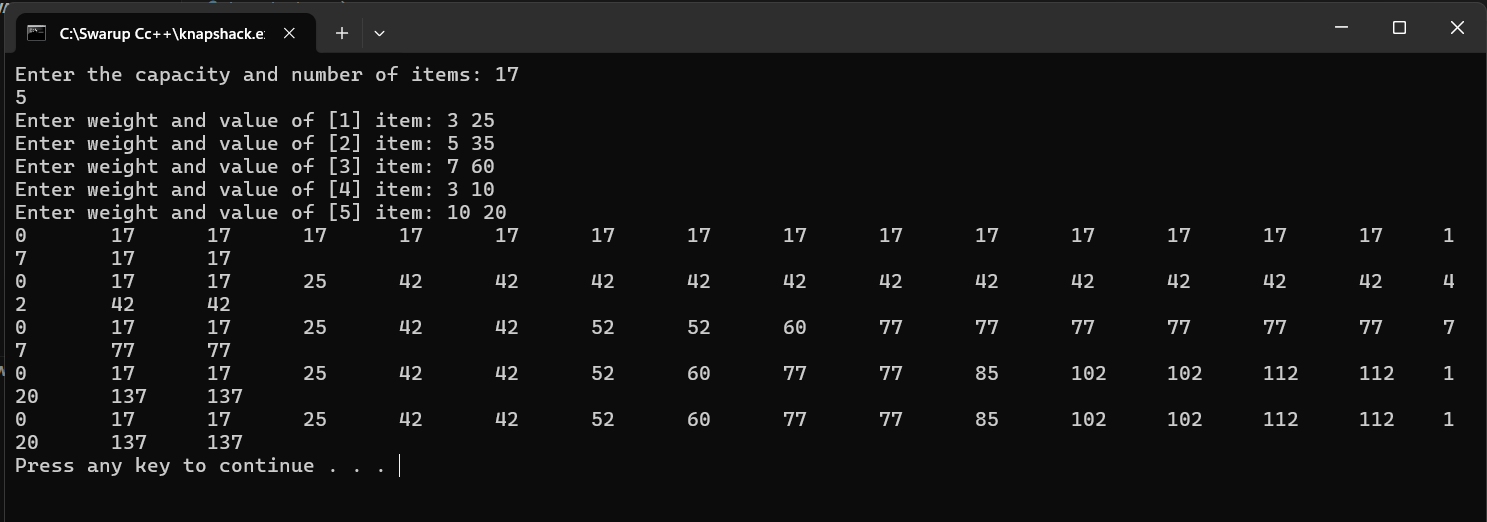 C:\Swarup Cc++\knapshack.e
Enter the capacity and number of items: 17
5
Enter weight and value of [1] item: 3 25
Enter weight and value of [2] item: 5 35
Enter weight and value of [3] item: 7 60
Enter weight and value of [4] item: 3 10
Enter weight and value of [5] item: 10 20
0 17 17 17 17 17 17 17 17 17 17 17 17 17 17 1
7 17 17
0 17 17 25 42 42 42 42 42 42 42 42 42 42 42 4
2 42 42
0 17 17 25 42 42 52 52 60 77 77 77 77 77 77 7
7 77 77
0 17 17 25 42 42 52 60 77 77 85 102 102 112 112 1
20 137 137
0 17 17 25 42 42 52 60 77 77 85 102 102 112 112 1
20 137 137
Press any key to continue . . .